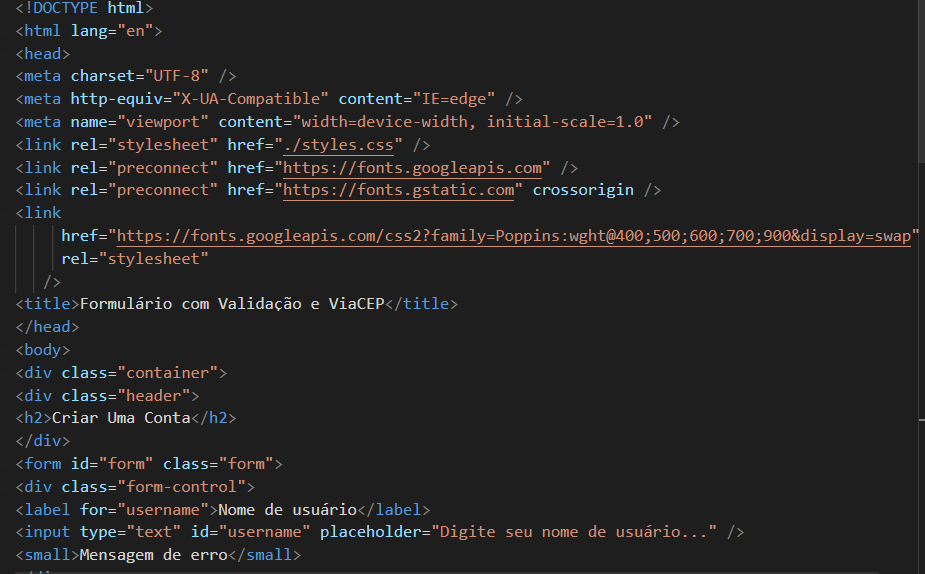 <!DOCTYPE html>
<html lang="en">
<head>
<meta charset="UTF-8" />
<meta http-equiv="X-UA-Compatible" content="IE=edge" />
<meta name="viewport" content="width=device-width, initial-scale=1.0" />
<link rel="stylesheet" href="./styles.css" />
<link rel="preconnect" href="https://fonts.googleapis.com" />
<link rel="preconnect" href="https://fonts.gstatic.com" crossorigin />
<link
href="https://fonts.googleapis.com/css2?family=Poppins:wght@400;500;600;700;900&display=swap"
rel="stylesheet"
/>
<title>Formulário com Validação e ViaCEP</title>
</head>
<body>
<div class="container">
<div class="header">
<h2>Criar Uma Conta</h2>
</div>
<form id="form" class="form">
<div class="form-control">
<label for="username">Nome de usuário</label>
<input type="text" id="username" placeholder="Digite seu nome de usuário..." />
<small>Mensagem de erro</small>